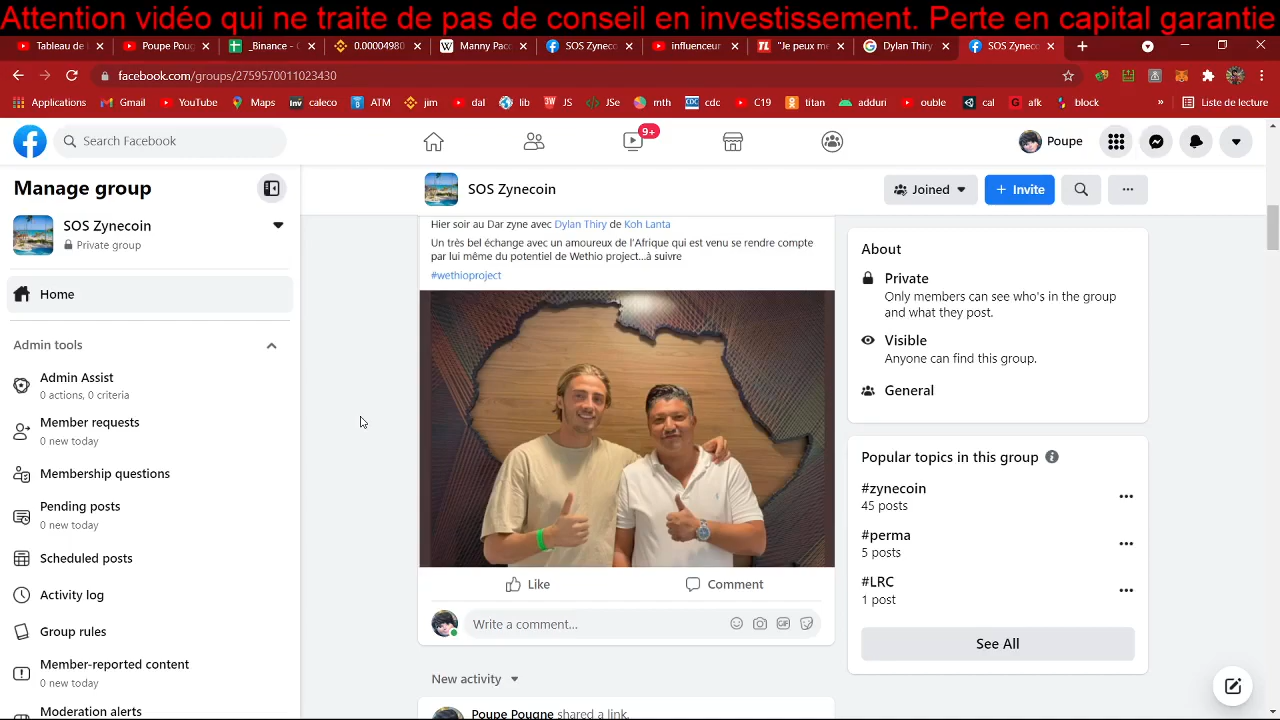 Attention vidéo qui ne traite de pas de conseil en investissement. Perte en capital garantie
Tableau de
Poupe Poug
_Binance -
0.00004980
Manny Pac
SOS Zyneco
influenceur
"Je peux me
Dylan Thiry
SOS Zyneco
facebook.com/groups/2759570011023430
Applications
Gmail
YouTube
Maps
caleco
ATM
jim
dal
lib
JS
JSe
mth
cdc
C19
titan
adduri
ouble
cal
afk
block
»
Liste de lecture
Search Facebook
9+
Poupe
Manage group
SOS Zynecoin
Private group
Home
Admin tools
Admin Assist
0 actions, 0 criteria
Member requests
0 new today
Membership questions
Pending posts
0 new today
Scheduled posts
Activity log
Group rules
Member-reported content
0 new today
Moderation alerts
SOS Zynecoin
Joined
+ Invite
Hier soir au Dar zyne avec Dylan Thiry de Koh Lanta
Un très bel échange avec un amoureux de l'Afrique qui est venu se rendre compte
par lui même du potentiel de Wethio project...à suivre
#wethioproject
Like
Comment
Write a comment...
New activity
Poupe Pougne shared a link.
About
Private
Only members can see who's in the group
and what they post.
Visible
Anyone can find this group.
General
Popular topics in this group
#zynecoin
45 posts
#perma
5 posts
#LRC
1 post
See All